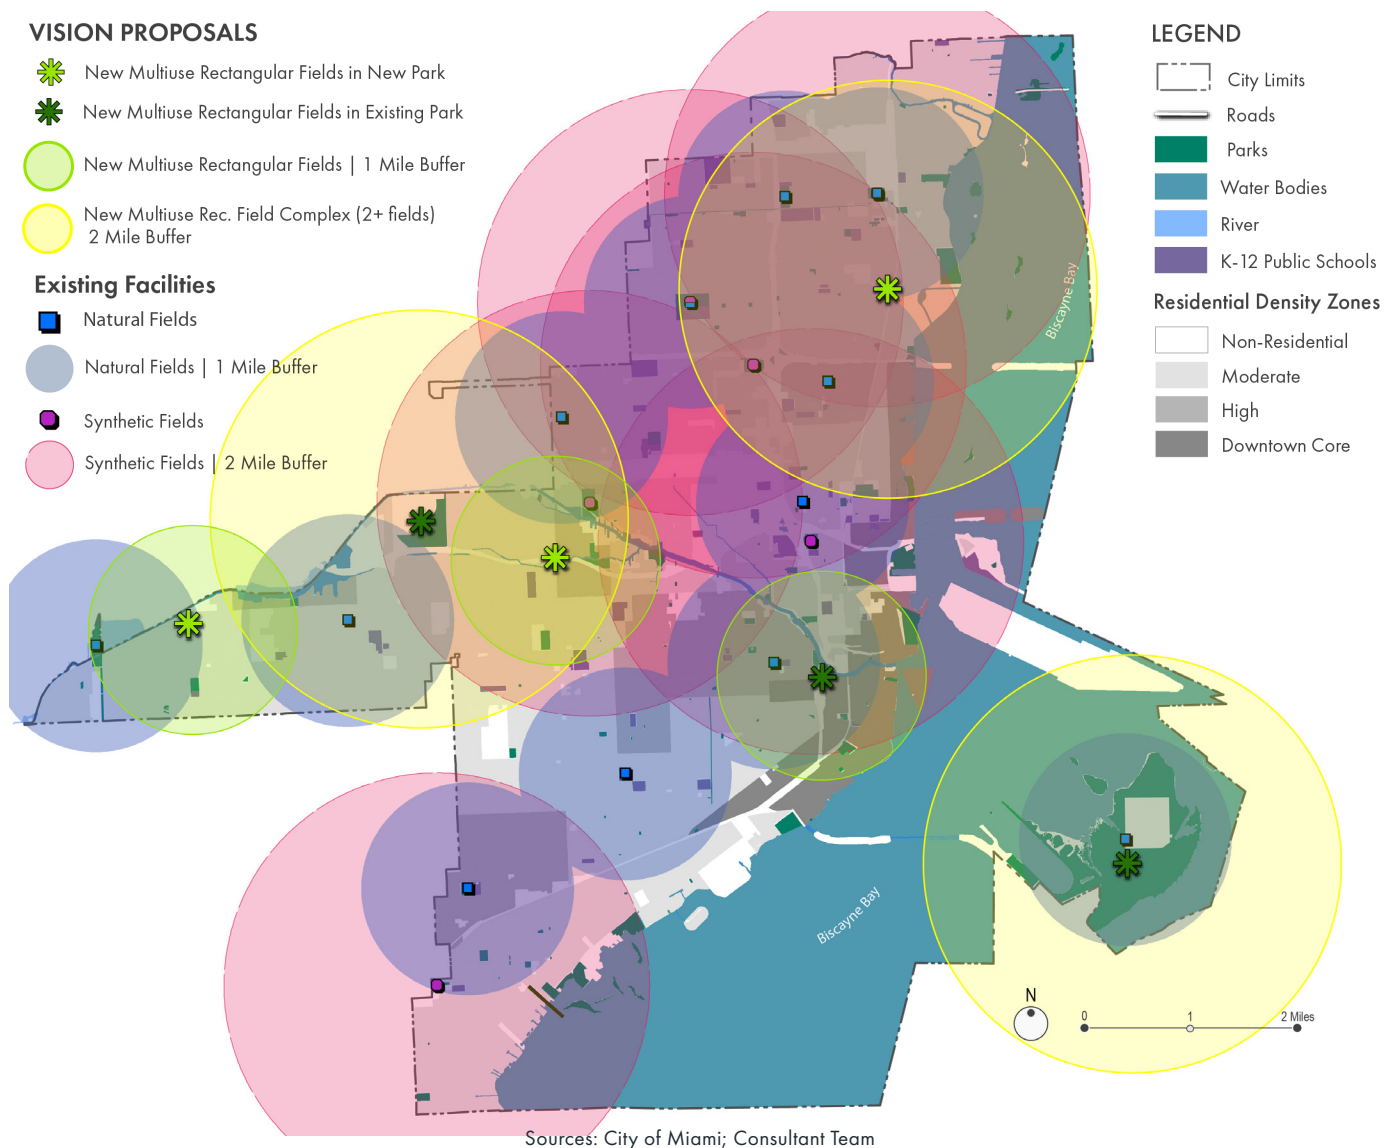 VISION PROPOSALS
New Multiuse Rectangular Fields in New Park
New Multiuse Rectangular Fields in Existing Park
New Multiuse Rectangular Fields | 1 Mile Buffer
New Multiuse Rec. Field Complex (2+ fields)
2 Mile Buffer
Existing Facilities
Natural Fields
Natural Fields | 1 Mile Buffer
Synthetic Fields
Synthetic Fields | 2 Mile Buffer
LEGEND
City Limits
Roads
Parks
Water Bodies
River
K-12 Public Schools
Residential Density Zones
Non-Residential
Moderate
High
Downtown Core
Biscayne Bay
Biscayne Bay
N
0 1 2 Miles
Sources: City of Miami; Consultant Team